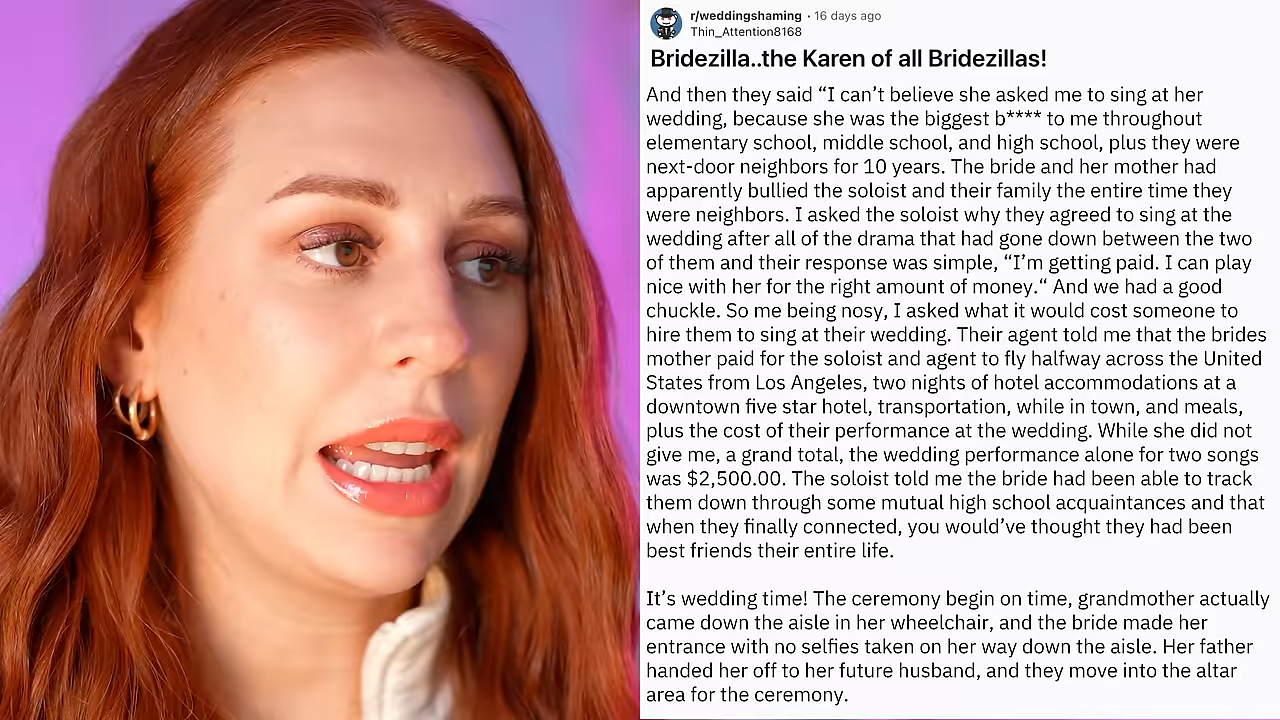 r/weddingshaming · 16 days ago
Thin_Attention8168
Bridezilla..the Karen of all Bridezillas!
And then they said “I can’t believe she asked me to sing at her
wedding, because she was the biggest b**** to me throughout
elementary school, middle school, and high school, plus they were
next-door neighbors for 10 years. The bride and her mother had
apparently bullied the soloist and their family the entire time they
were neighbors. I asked the soloist why they agreed to sing at the
wedding after all of the drama that had gone down between the two
of them and their response was simple, “I’m getting paid. I can play
nice with her for the right amount of money.“ And we had a good
chuckle. So me being nosy, I asked what it would cost someone to
hire them to sing at their wedding. Their agent told me that the brides
mother paid for the soloist and agent to fly halfway across the United
States from Los Angeles, two nights of hotel accommodations at a
downtown five star hotel, transportation, while in town, and meals,
plus the cost of their performance at the wedding. While she did not
give me, a grand total, the wedding performance alone for two songs
was $2,500.00. The soloist told me the bride had been able to track
them down through some mutual high school acquaintances and that
when they finally connected, you would’ve thought they had been
best friends their entire life.
It’s wedding time! The ceremony begin on time, grandmother actually
came down the aisle in her wheelchair, and the bride made her
entrance with no selfies taken on her way down the aisle. Her father
handed her off to her future husband, and they move into the altar
area for the ceremony.